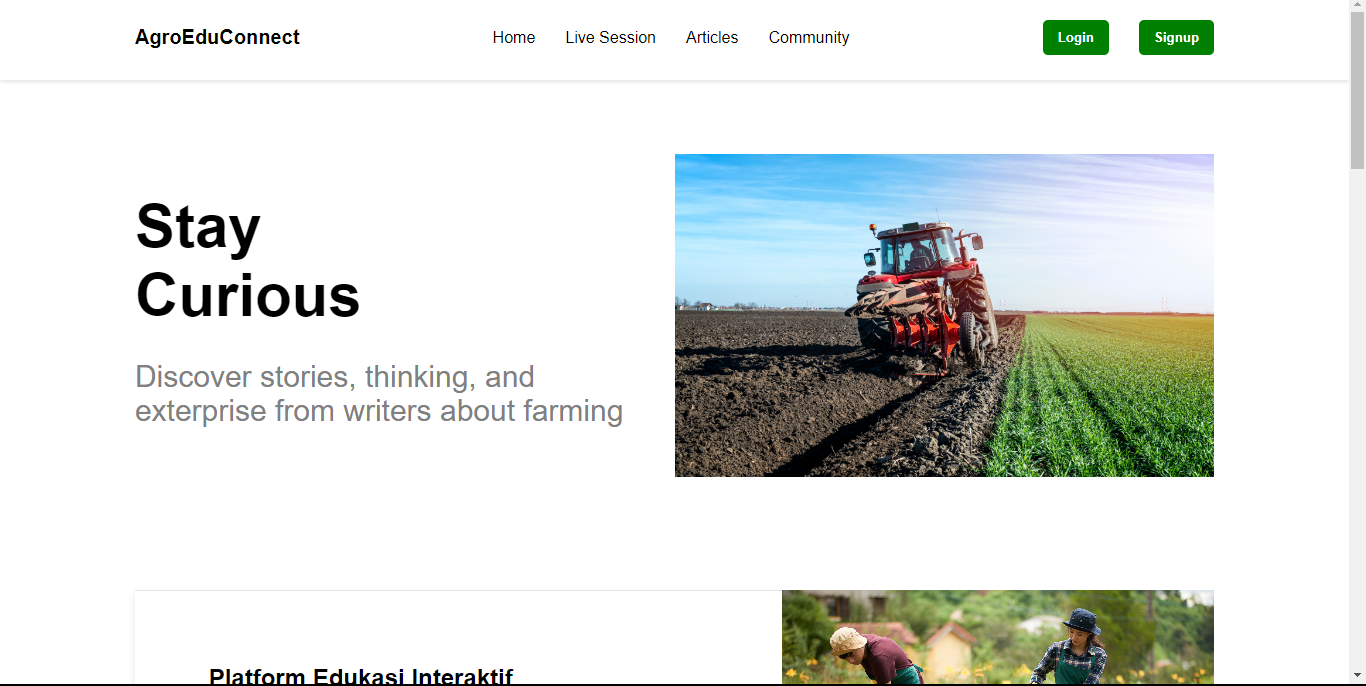 AgroEduConnect
Home Live Session Articles Community
Login Signup
Stay
Curious
Discover stories, thinking, and
exterprise from writers about farming
Platform Edukasi Interaktif